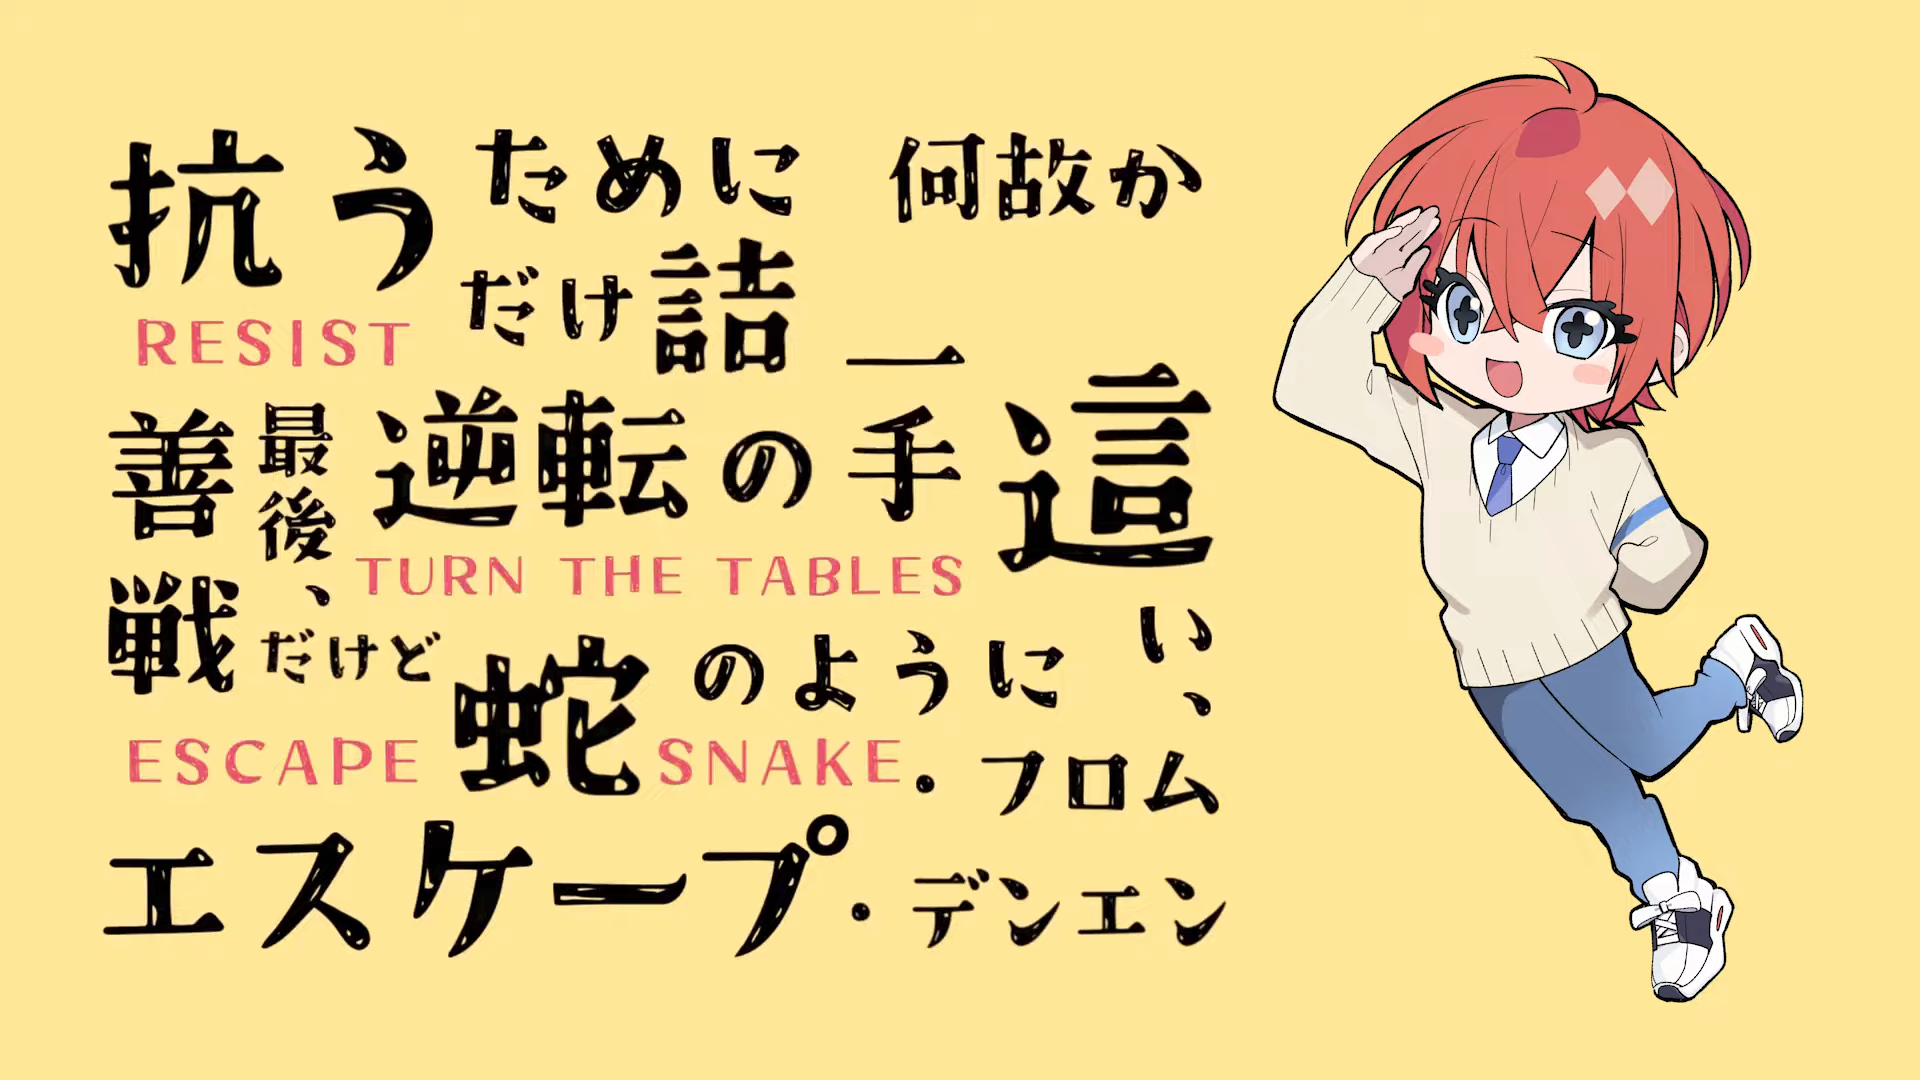 抗うために 何故か
だけ詰
RESIST
善戦
最後、
逆転の一手
TURN THE TABLES
這い、
だけど
蛇のように
ESCAPE SNAKE
・フロム
エスケープ・デンエン